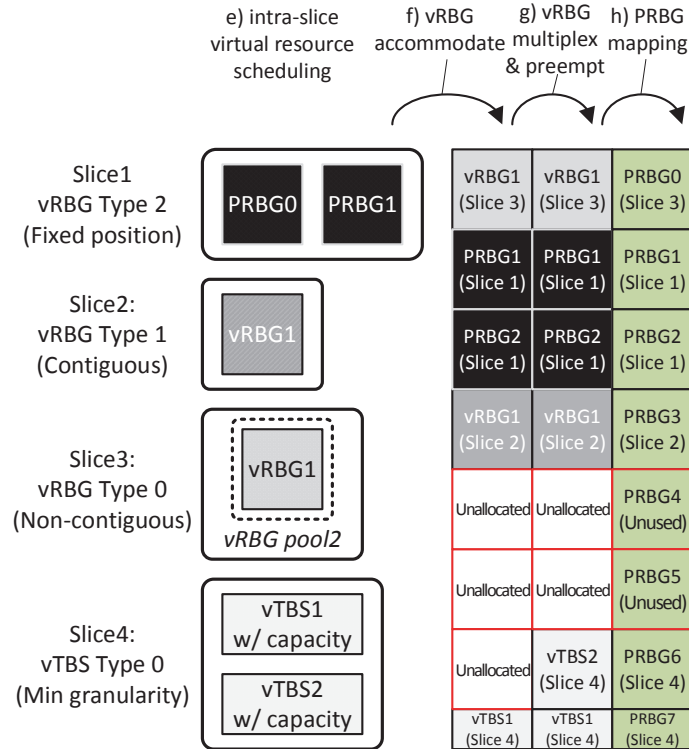 e) intra-slice
virtual resource
scheduling
f) vRBG
accommodate
g) vRBG
multiplex
& preempt
h) PRBG
mapping
Slice1
vRBG Type 2
(Fixed position)
PRBG0
PRBG1
Slice2:
vRBG Type 1
(Contiguous)
vRBG1
Slice3:
vRBG Type 0
(Non-contiguous)
vRBG1
vRBG pool2
Slice4:
vTBS Type 0
(Min granularity)
vTBS1
w/ capacity
vTBS2
w/ capacity
vRBG1
(Slice 3)
vRBG1
(Slice 3)
PRBG0
(Slice 3)
PRBG1
(Slice 1)
PRBG1
(Slice 1)
PRBG1
(Slice 1)
PRBG2
(Slice 1)
PRBG2
(Slice 1)
PRBG2
(Slice 1)
vRBG1
(Slice 2)
vRBG1
(Slice 2)
PRBG3
(Slice 2)
Unallocated
Unallocated
PRBG4
(Unused)
Unallocated
Unallocated
PRBG5
(Unused)
Unallocated
vTBS2
(Slice 4)
PRBG6
(Slice 4)
vTBS1
(Slice 4)
vTBS1
(Slice 4)
PRBG7
(Slice 4)